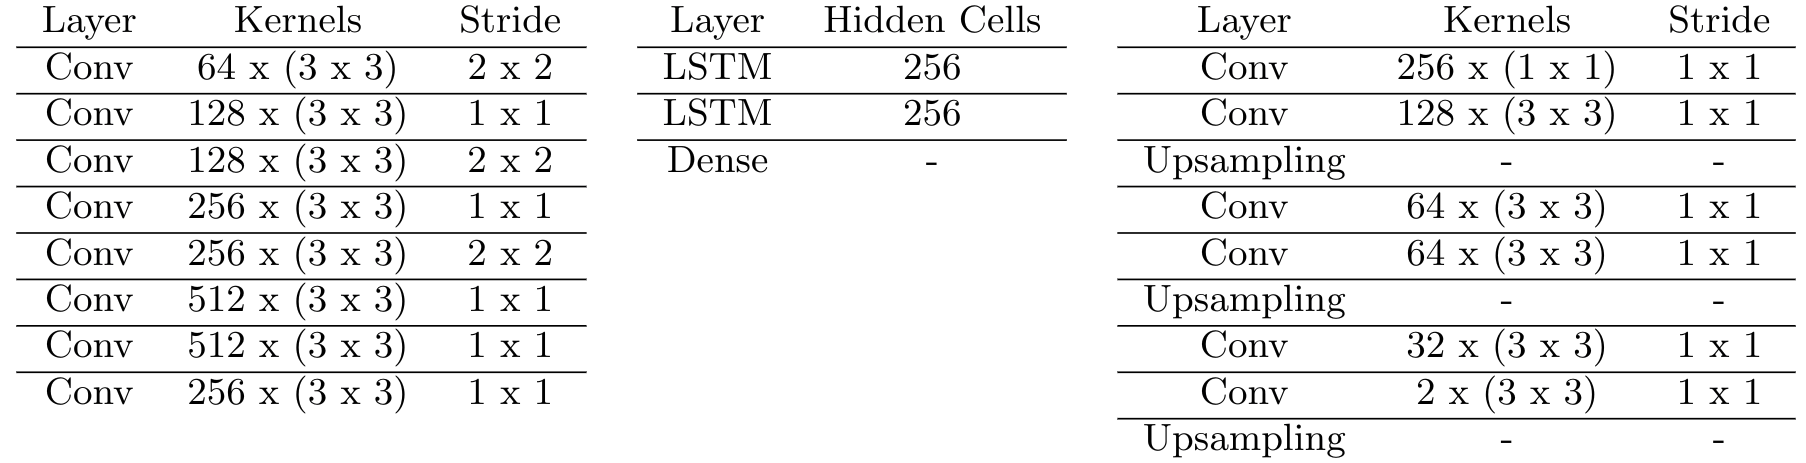 Layer Kernels Stride
Conv 64 x (3 x 3) 2 x 2
Conv 128 x (3 x 3) 1 x 1
Conv 128 x (3 x 3) 2 x 2
Conv 256 x (3 x 3) 1 x 1
Conv 256 x (3 x 3) 2 x 2
Conv 512 x (3 x 3) 1 x 1
Conv 512 x (3 x 3) 1 x 1
Conv 256 x (3 x 3) 1 x 1
Layer Hidden Cells
LSTM 256
LSTM 256
Dense -
Layer Kernels Stride
Conv 256 x (1 x 1) 1 x 1
Conv 128 x (3 x 3) 1 x 1
Upsampling - -
Conv 64 x (3 x 3) 1 x 1
Conv 64 x (3 x 3) 1 x 1
Upsampling - -
Conv 32 x (3 x 3) 1 x 1
Conv 2 x (3 x 3) 1 x 1
Upsampling - -